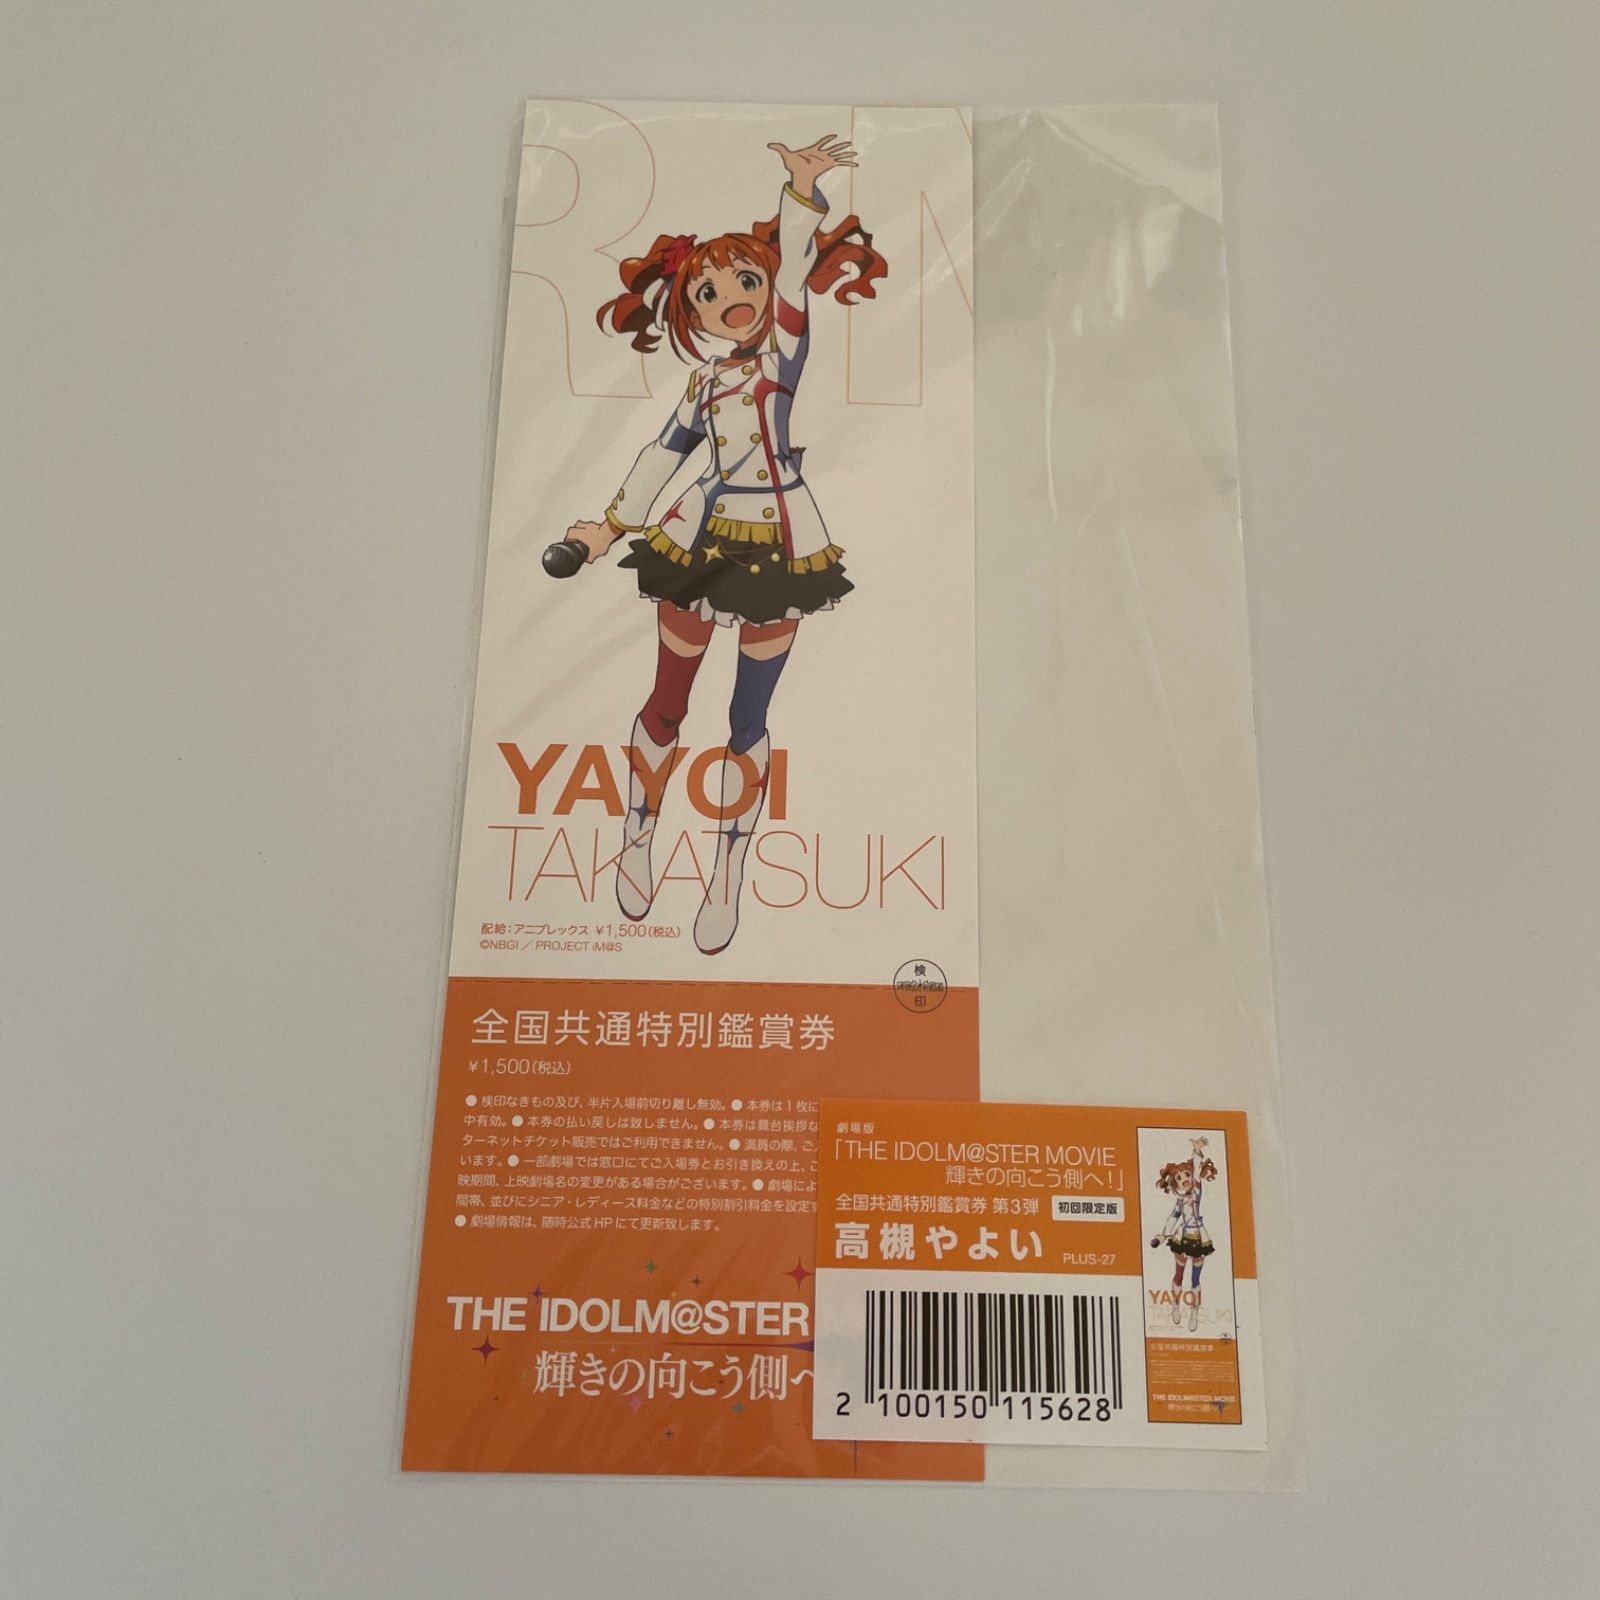 YAYOI
TAKATSUKI
配給：アニプレックス ￥1,500（税込）
©NBGI ／ PROJECT iM@S
検
印
全国共通特別鑑賞券
￥1,500（税込）
● 検印なきもの及び、半片入場前切り離し無効。● 本券は1枚に
中有効。● 本券の払い戻しは致しません。● 本券は舞台挨拶な
ターネットチケット販売ではご利用できません。● 満員の際、ご入
います。● 一部劇場では窓口にてご入場券とお引き換えの上、ご
映期間、上映劇場名の変更がある場合がございます。● 劇場によ
間帯、並びにシニア・レディース料金などの特別割引料金を設定す
● 劇場情報は、随時公式HPにて更新致します。
THE IDOLM@STER
輝きの向こう側へ
劇場版
「THE IDOLM@STER MOVIE
輝きの向こう側へ！」
全国共通特別鑑賞券 第3弾 初回限定版
高槻やよい PLUS-27
2 100150 115628
YAYOI
TAKATSUKI
全国共通特別鑑賞券
THE IDOLM@STER MOVIE
輝きの向こう側へ